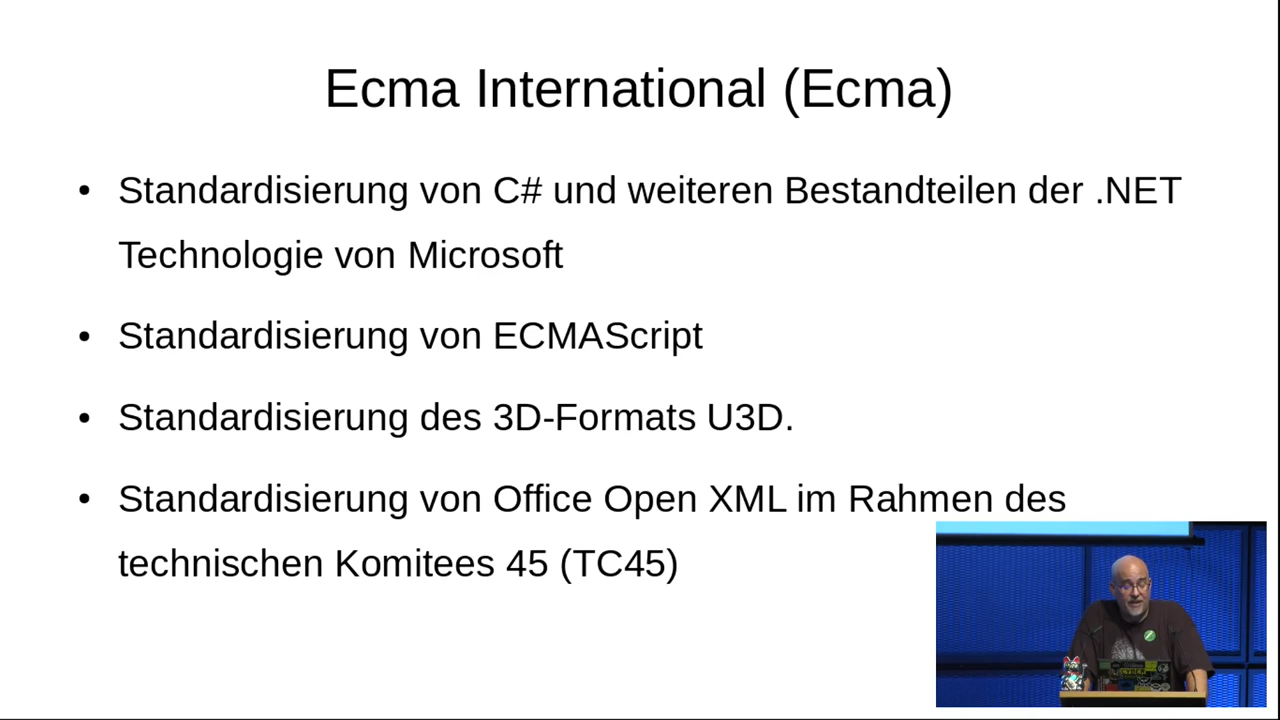 Ecma International (Ecma)
• Standardisierung von C# und weiteren Bestandteilen der .NET
Technologie von Microsoft
• Standardisierung von ECMAScript
• Standardisierung des 3D-Formats U3D.
• Standardisierung von Office Open XML im Rahmen des
technischen Komitees 45 (TC45)
CYBER